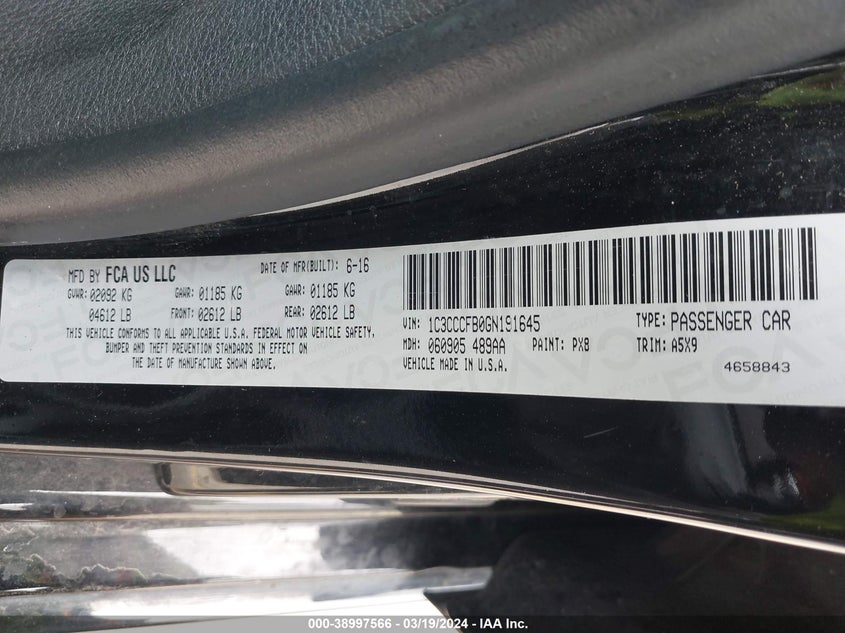 MFD BY FCA US LLC DATE OF MFR(BUILT): 6-16
GVWR: 02092 KG GAWR: 01185 KG GAWR: 01185 KG
04612 LB FRONT: 02612 LB REAR: 02612 LB
THIS VEHICLE CONFORMS TO ALL APPLICABLE U.S.A. FEDERAL MOTOR VEHICLE SAFETY,
BUMPER AND THEFT PREVENTION STANDARDS IN EFFECT ON
THE DATE OF MANUFACTURE SHOWN ABOVE.
VIN: 1C3CCCFB0GN191645 TYPE: PASSENGER CAR
MDH: 060905 489AA PAINT: PX8 TRIM: A5X9
VEHICLE MADE IN U.S.A. 4658843
000-38997566 - 03/19/2024 - IAAI, Inc.